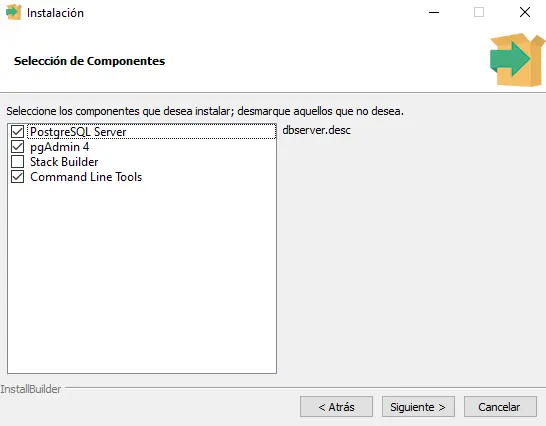 Instalación
Selección de Componentes
Seleccione los componentes que desea instalar; desmarque aquellos que no desea.
PostgreSQL Server
dbserver.desc
pgAdmin 4
Stack Builder
Command Line Tools
InstallBuilder
< Atrás
Siguiente >
Cancelar